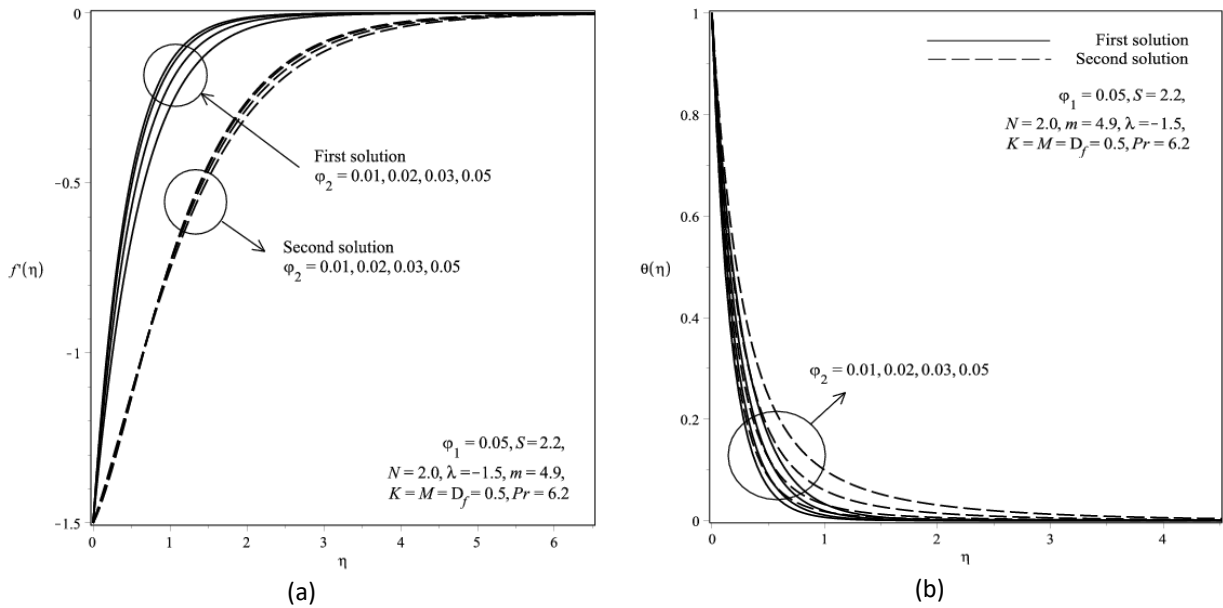 (a)
0
-0.5
f'(η)
-1
-1.5
First solution
φ2 = 0.01, 0.02, 0.03, 0.05
Second solution
φ2 = 0.01, 0.02, 0.03, 0.05
φ1 = 0.05, S = 2.2,
N = 2.0, λ = −1.5, m = 4.9,
K = M = Df = 0.5, Pr = 6.2
0 1 2 3 4 5 6
η
(a)
(b)
1
0.8
0.6
θ(η)
0.4
0.2
0
First solution
Second solution
φ1 = 0.05, S = 2.2,
N = 2.0, m = 4.9, λ = −1.5,
K = M = Df = 0.5, Pr = 6.2
φ2 = 0.01, 0.02, 0.03, 0.05
0 1 2 3 4
η
(b)